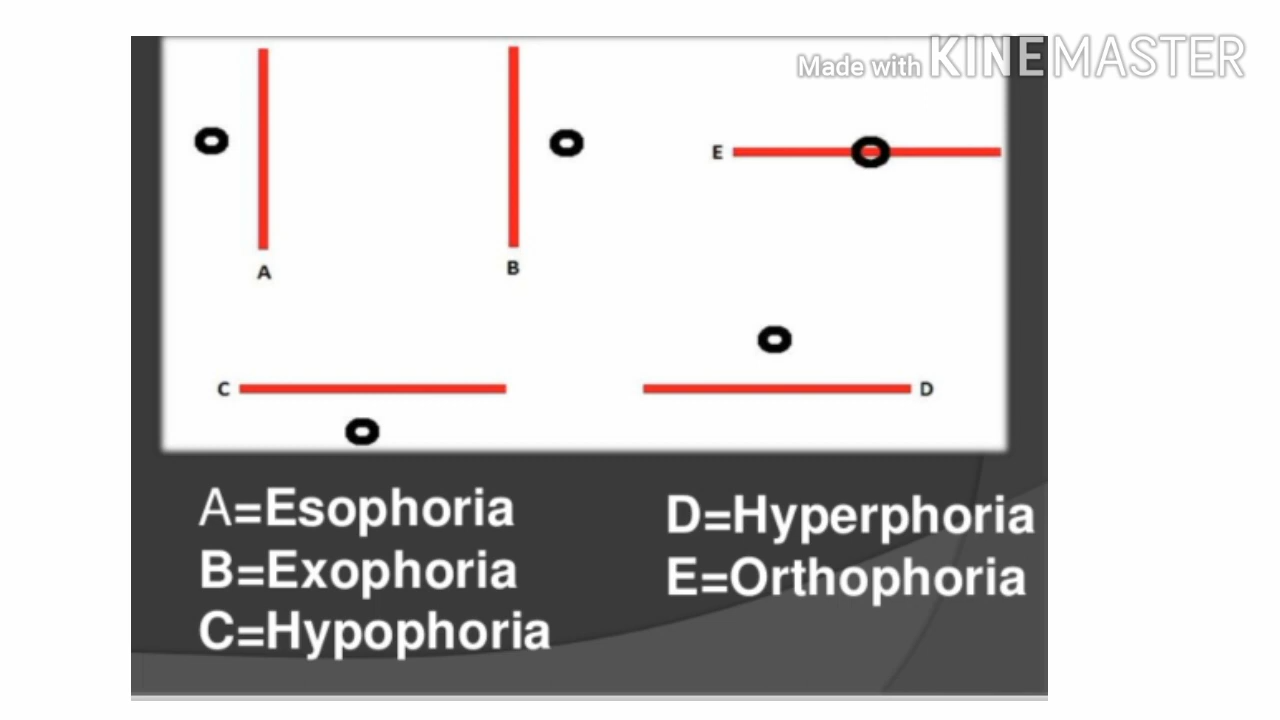 Made with KINEMASTER
E
A
B
C
D
A=Esophoria
B=Exophoria
C=Hypophoria
D=Hyperphoria
E=Orthophoria